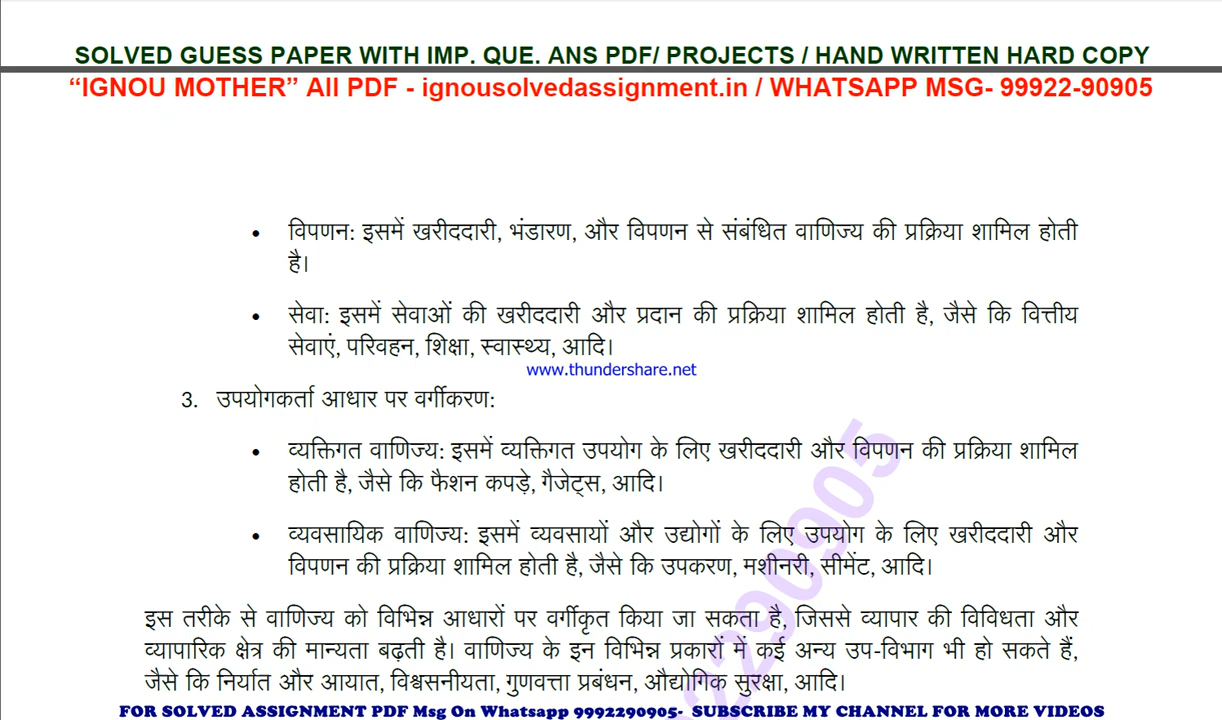 SOLVED GUESS PAPER WITH IMP. QUE. ANS PDF/ PROJECTS / HAND WRITTEN HARD COPY
“IGNOU MOTHER” All PDF - ignousolvedassignment.in / WHATSAPP MSG- 99922-90905
• विपणन: इसमें खरीददारी, भंडारण, और विपणन से संबंधित वाणिज्य की प्रक्रिया शामिल होती
है।
• सेवा: इसमें सेवाओं की खरीददारी और प्रदान की प्रक्रिया शामिल होती है, जैसे कि वित्तीय
सेवाएं, परिवहन, शिक्षा, स्वास्थ्य, आदि।
www.thundershare.net
3. उपयोगकर्ता आधार पर वर्गीकरण:
• व्यक्तिगत वाणिज्य: इसमें व्यक्तिगत उपयोग के लिए खरीददारी और विपणन की प्रक्रिया शामिल
होती है, जैसे कि फैशन कपड़े, गैजेट्स, आदि।
• व्यवसायिक वाणिज्य: इसमें व्यवसायों और उद्योगों के लिए उपयोग के लिए खरीददारी और
विपणन की प्रक्रिया शामिल होती है, जैसे कि उपकरण, मशीनरी, सीमेंट, आदि।
इस तरीके से वाणिज्य को विभिन्न आधारों पर वर्गीकृत किया जा सकता है, जिससे व्यापार की विविधता और
व्यापारिक क्षेत्र की मान्यता बढ़ती है। वाणिज्य के इन विभिन्न प्रकारों में कई अन्य उप-विभाग भी हो सकते हैं,
जैसे कि निर्यात और आयात, विश्वसनीयता, गुणवत्ता प्रबंधन, औद्योगिक सुरक्षा, आदि।
2290905
FOR SOLVED ASSIGNMENT PDF Msg On Whatsapp 9992290905- SUBSCRIBE MY CHANNEL FOR MORE VIDEOS